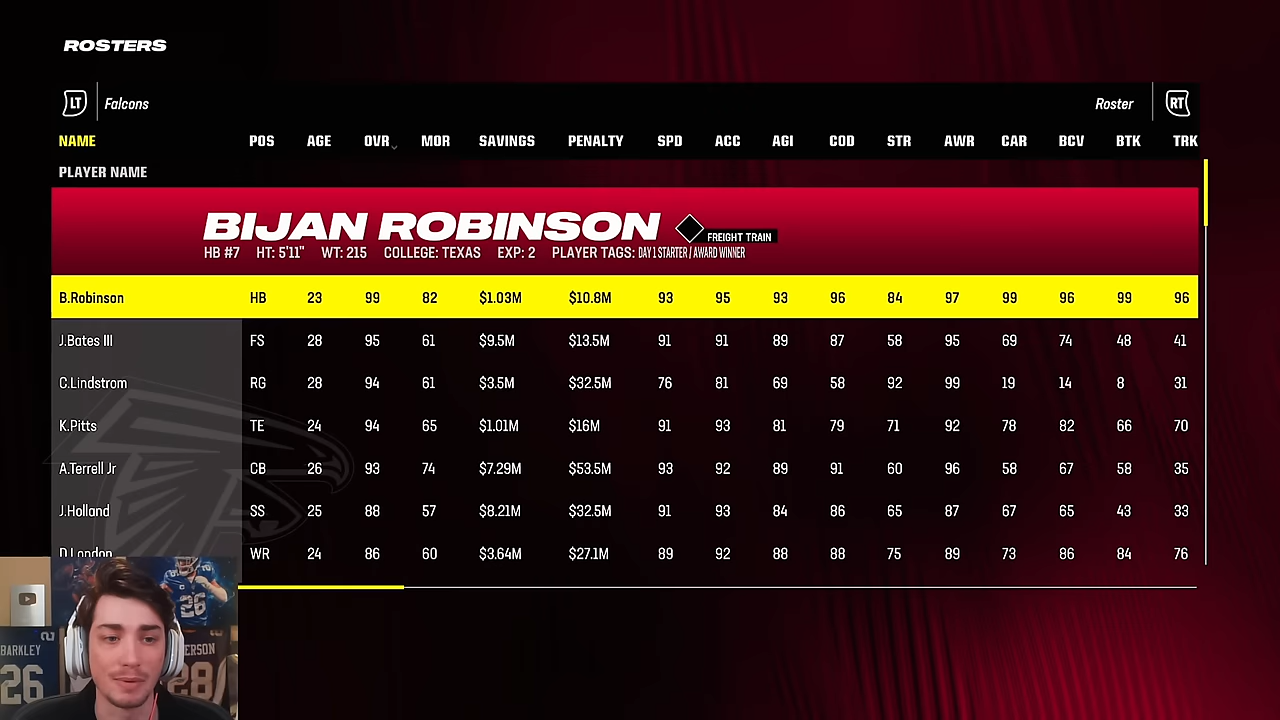 ROSTERS
LT Falcons Roster RT
NAME POS AGE OVR MOR SAVINGS PENALTY SPD ACC AGI COD STR AWR CAR BCV BTK TRK
PLAYER NAME
BIJAN ROBINSON FREIGHT TRAIN
HB #7 HT: 5'11" WT: 215 COLLEGE: TEXAS EXP: 2 PLAYER TAGS: DAY 1 STARTER / AWARD WINNER
B.Robinson HB 23 99 82 $1.03M $10.8M 93 95 93 96 84 97 99 96 99 96
J.Bates III FS 28 95 61 $9.5M $13.5M 91 91 89 87 58 95 69 74 48 41
C.Lindstrom RG 28 94 61 $3.5M $32.5M 76 81 69 58 92 99 19 14 8 31
K.Pitts TE 24 94 65 $1.01M $16M 91 93 81 79 71 92 78 82 66 70
A.Terrell Jr CB 26 93 74 $7.29M $53.5M 93 92 89 91 60 96 58 67 58 35
J.Holland SS 25 88 57 $8.21M $32.5M 91 93 84 86 65 87 67 65 43 33
D.London WR 24 86 60 $3.64M $27.1M 89 92 88 88 75 89 73 86 84 76
26
BARKLEY
26
ERSON
28